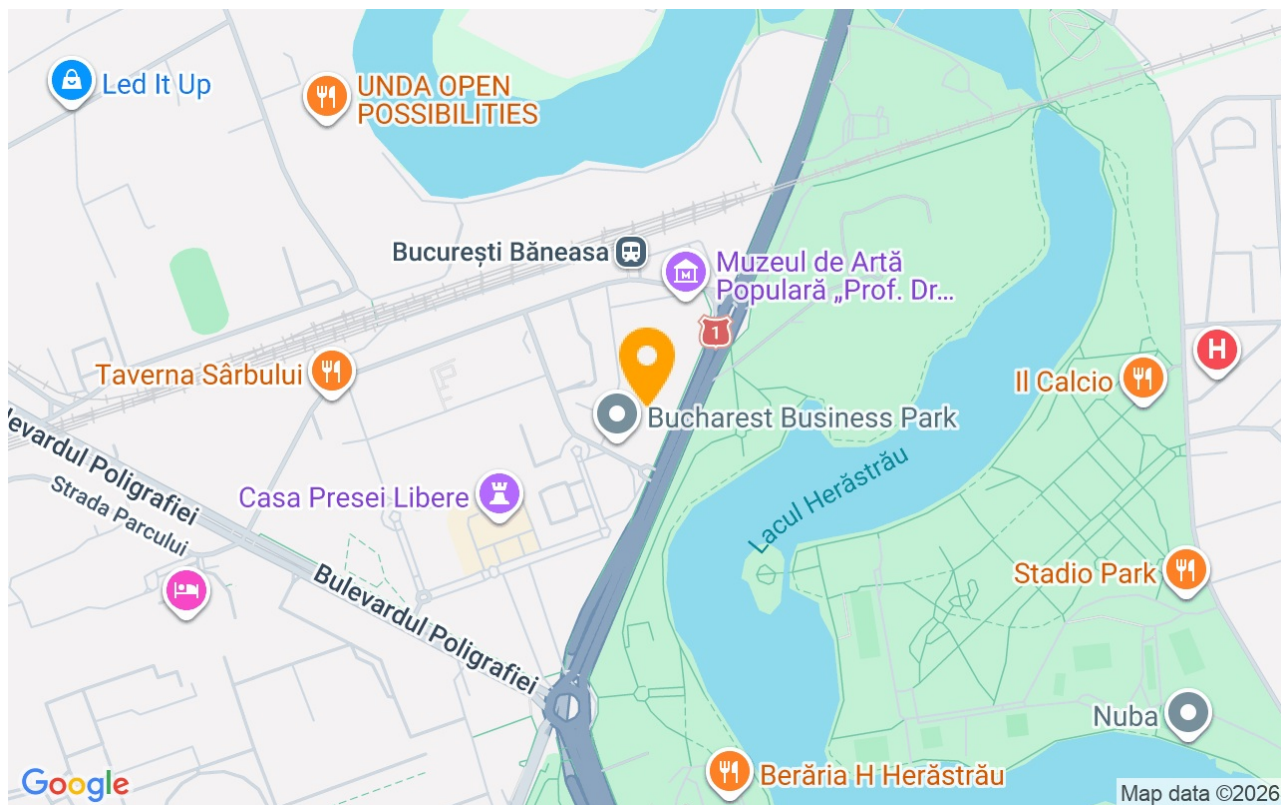 Led It Up
UNDA OPEN
POSSIBILITIES
București Băneasa
Muzeul de Artă
Populară „Prof. Dr...
1
H
Taverna Sârbului
Il Calcio
Bucharest Business Park
levardul Poligrafiei
Strada Parcului
Casa Presei Libere
Lacul Herăstrău
Bulevardul Poligrafiei
Stadio Park
Nuba
Berăria H Herăstrău
Google
Map data ©2026